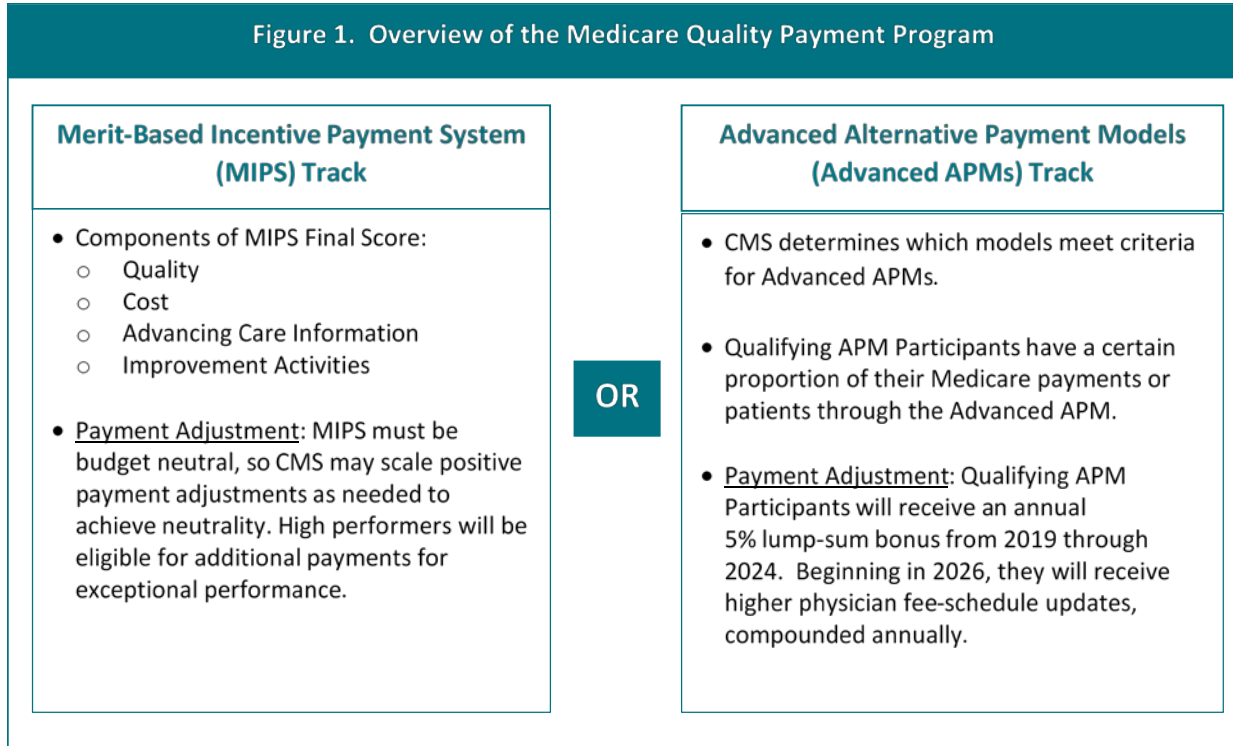 Figure 1. Overview of the Medicare Quality Payment Program
Merit-Based Incentive Payment System
(MIPS) Track
• Components of MIPS Final Score:
o Quality
o Cost
o Advancing Care Information
o Improvement Activities
• Payment Adjustment: MIPS must be
budget neutral, so CMS may scale positive
payment adjustments as needed to
achieve neutrality. High performers will be
eligible for additional payments for
exceptional performance.
OR
Advanced Alternative Payment Models
(Advanced APMs) Track
• CMS determines which models meet criteria
for Advanced APMs.
• Qualifying APM Participants have a certain
proportion of their Medicare payments or
patients through the Advanced APM.
• Payment Adjustment: Qualifying APM
Participants will receive an annual
5% lump-sum bonus from 2019 through
2024. Beginning in 2026, they will receive
higher physician fee-schedule updates,
compounded annually.